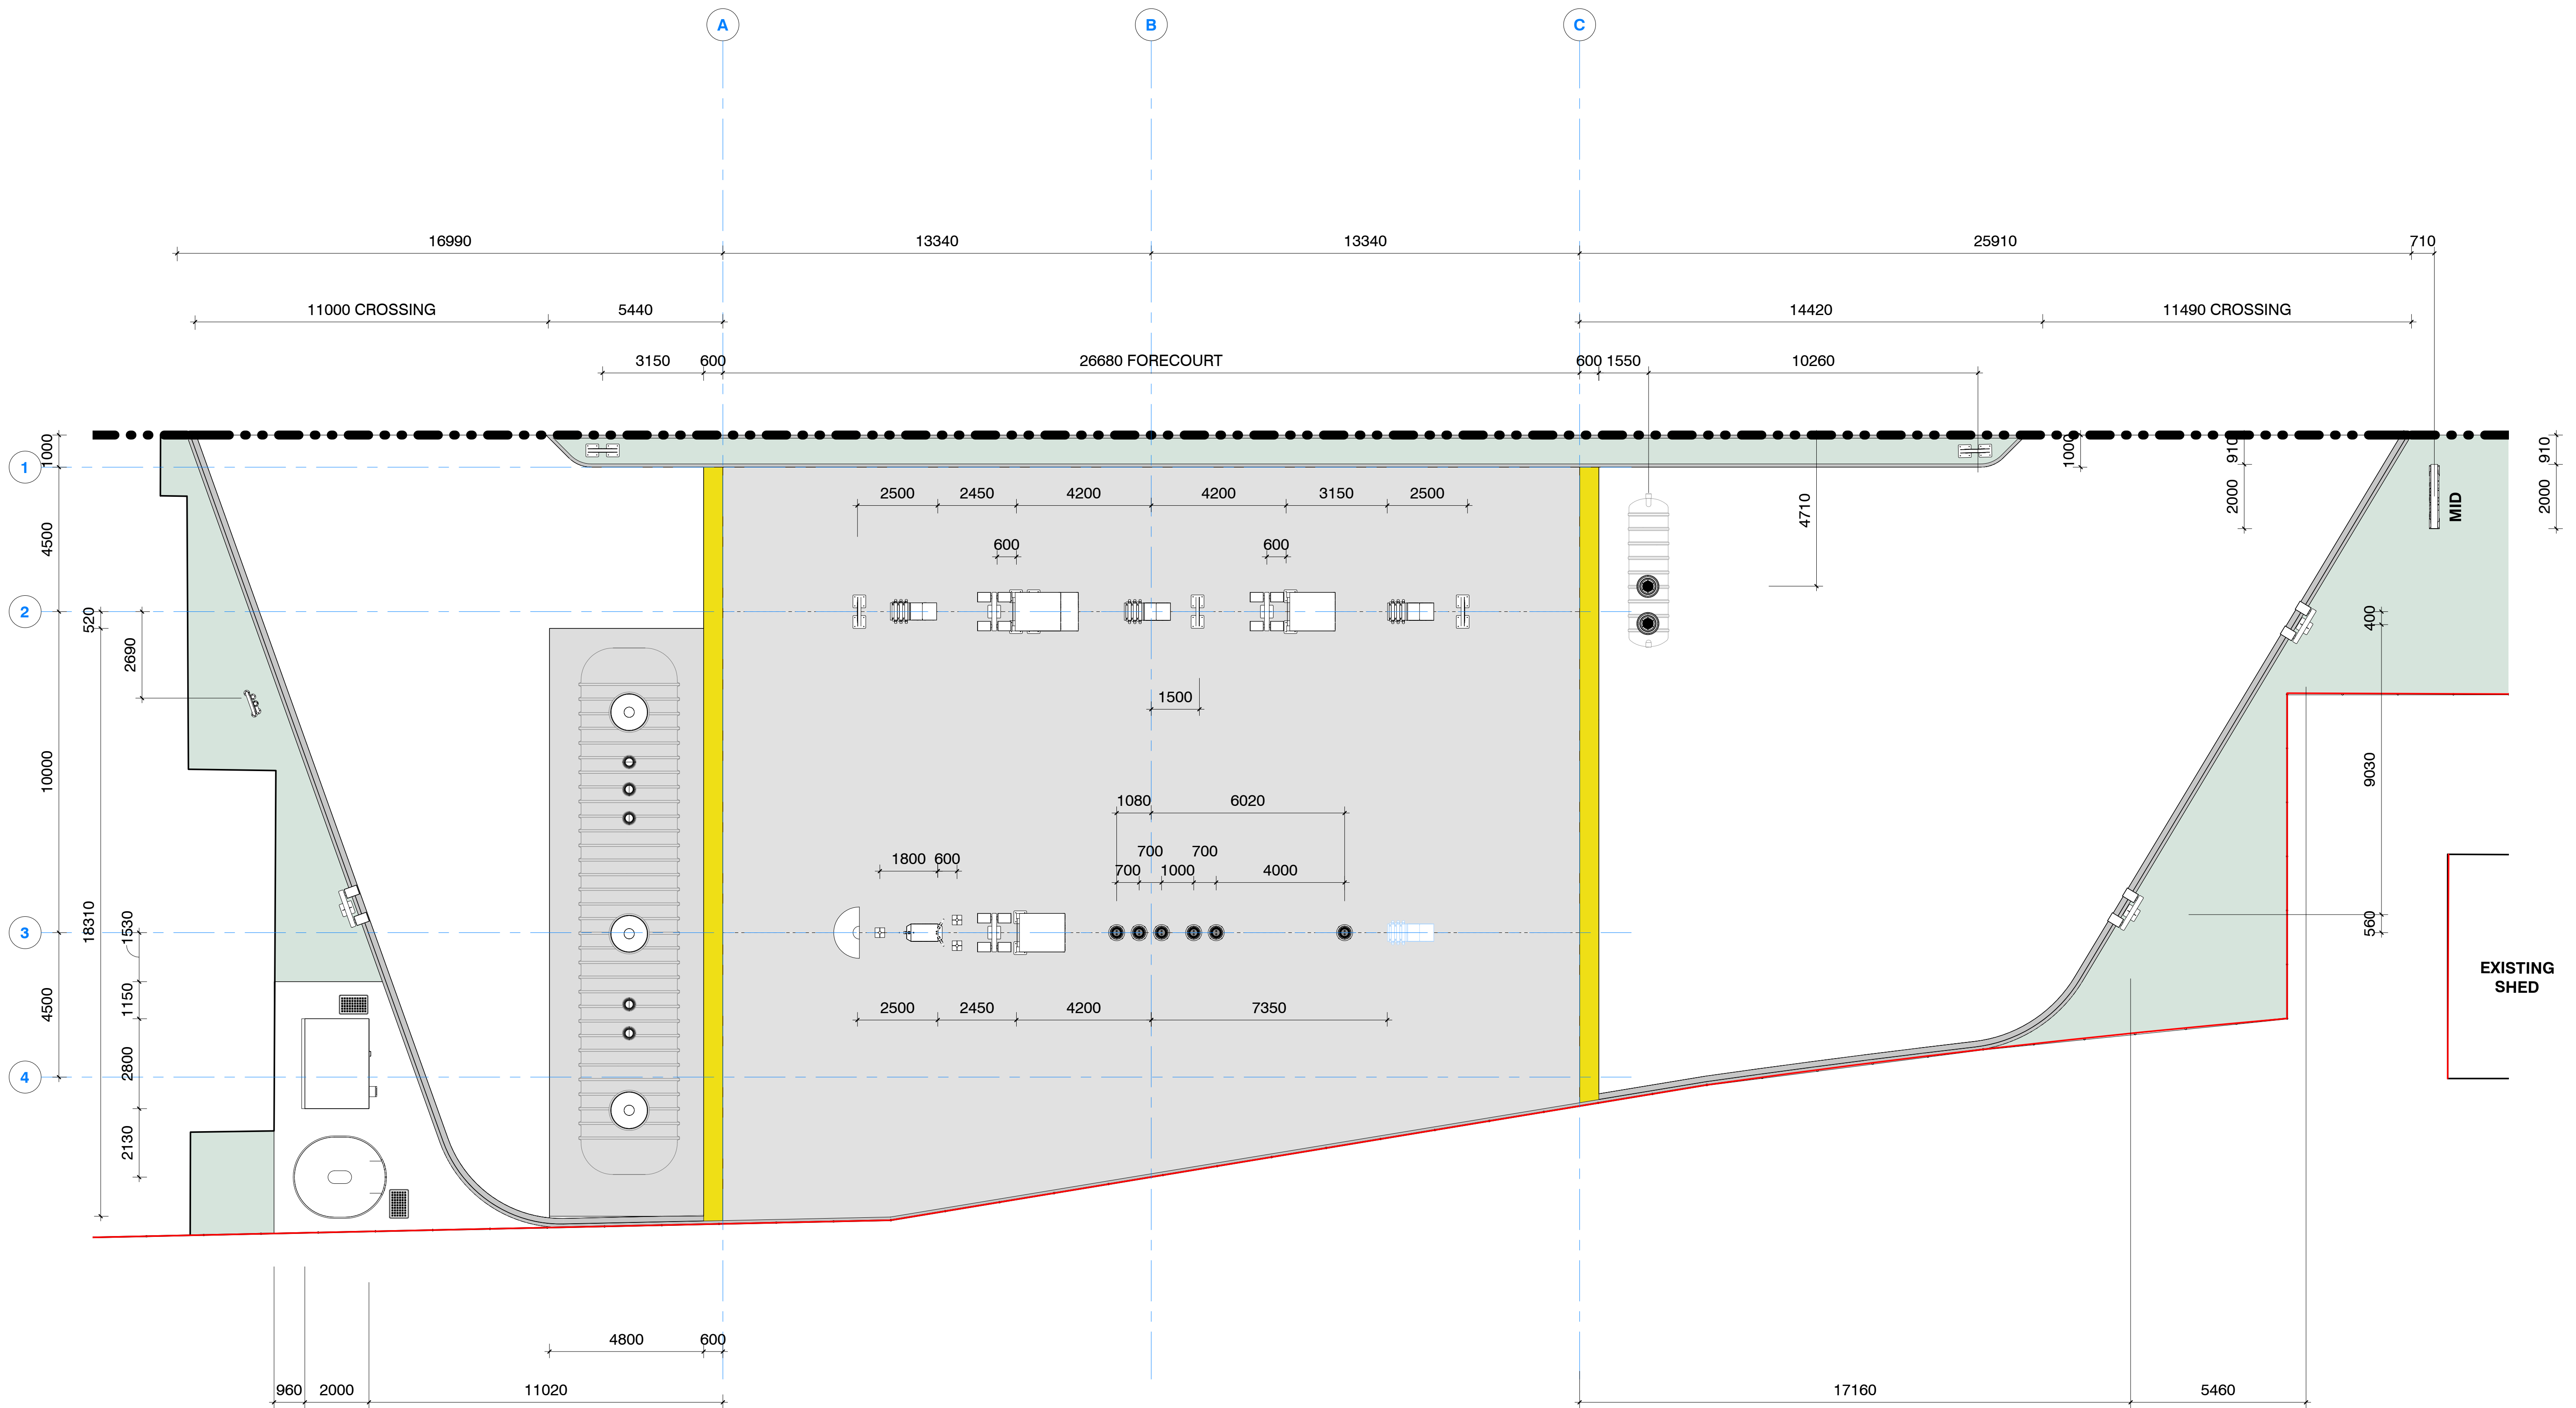 A B C
16990 13340 13340 25910 710
11000 CROSSING 5440 14420 11490 CROSSING
3150 600 26680 FORECOURT 600 1550 10260
1000 1000 910 910
1
2500 2450 4200 4200 3150 2500
4500 4710 2000 MID 2000
600 600
2
520 400
2690
1500
10000 9030
1080 6020
700 700
1800 600 700 1000 4000
18310 1530 560
3
EXISTING
SHED
4500 1150 2500 2450 4200 7350
2800
4
2130
4800 600
960 2000 11020 17160 5460